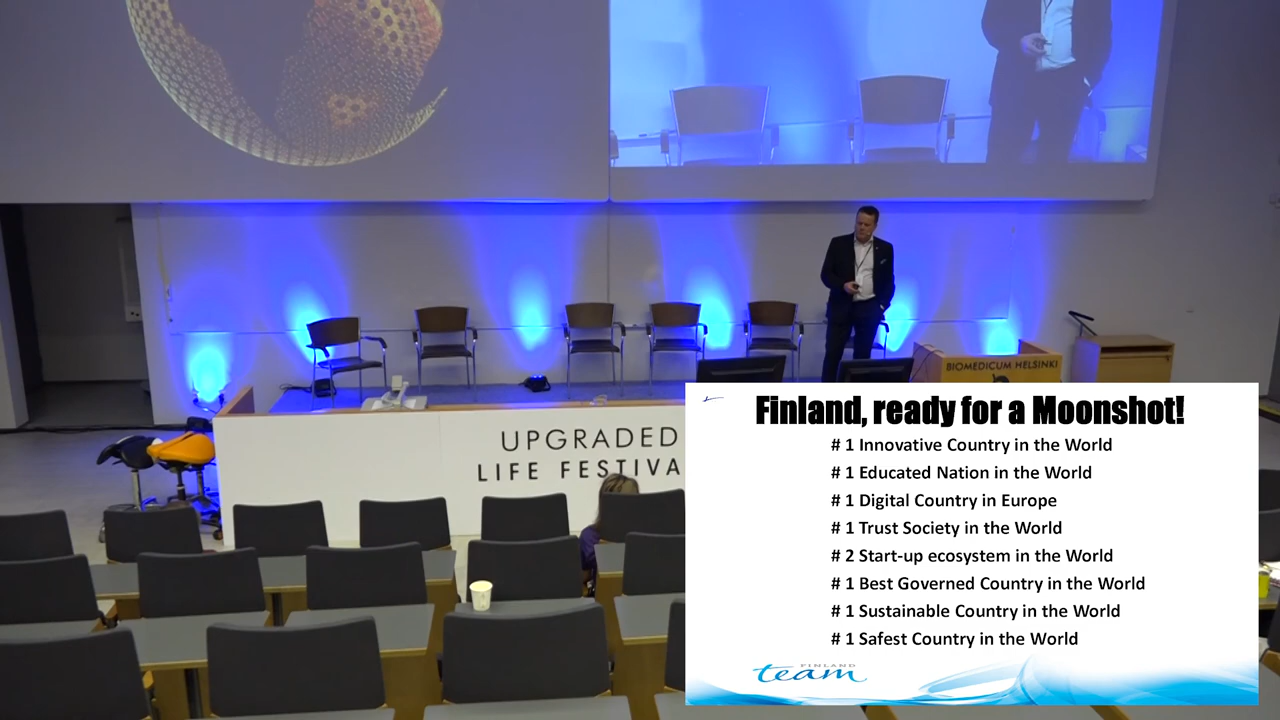 BIOMEDICUM HELSINKI
UPGRADED
LIFE FESTIVA
Finland, ready for a Moonshot!
# 1 Innovative Country in the World
# 1 Educated Nation in the World
# 1 Digital Country in Europe
# 1 Trust Society in the World
# 2 Start-up ecosystem in the World
# 1 Best Governed Country in the World
# 1 Sustainable Country in the World
# 1 Safest Country in the World
FINLAND
team